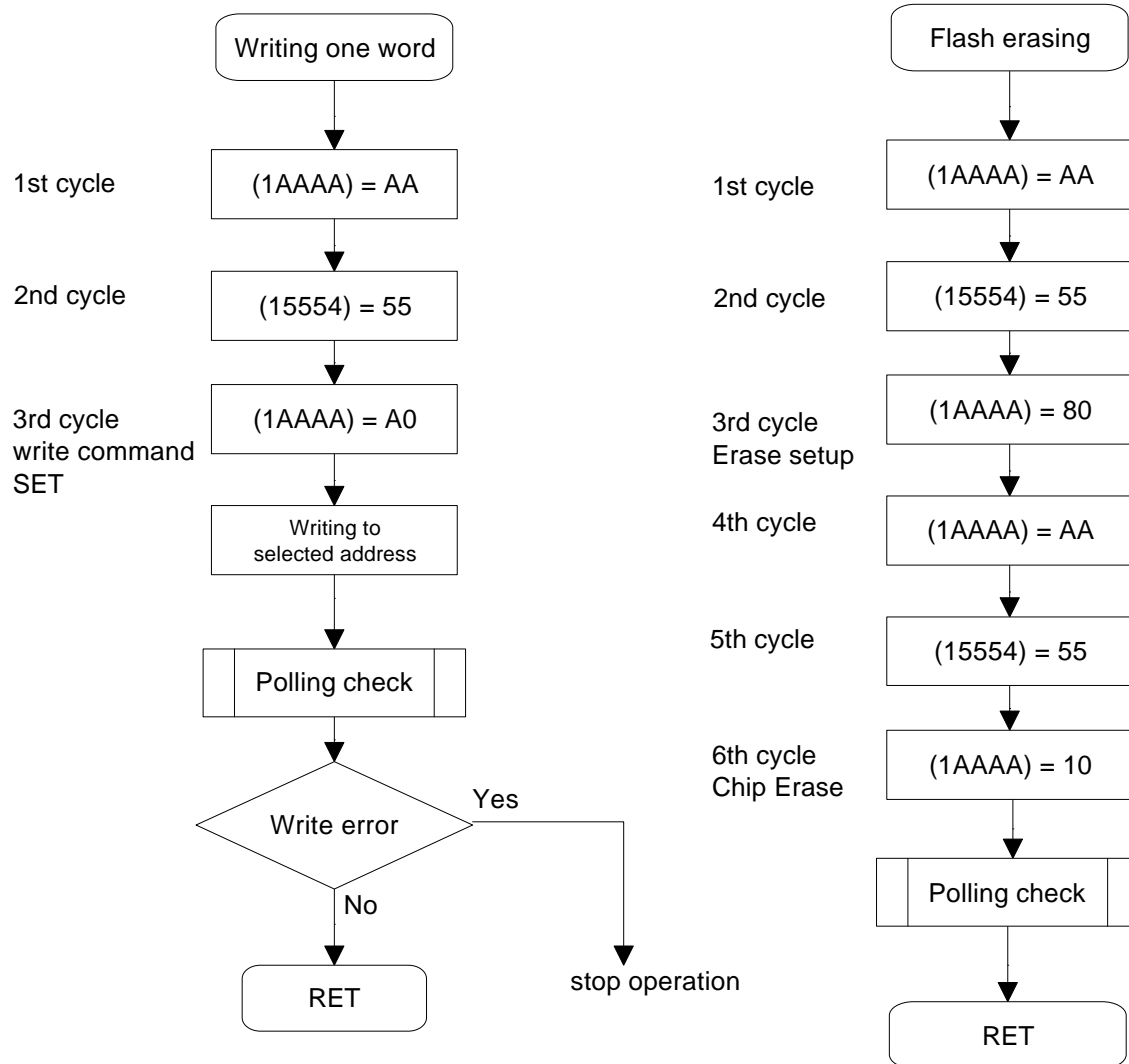 Writing one word
1st cycle
(1AAAA) = AA
2nd cycle
(15554) = 55
3rd cycle
write command
SET
(1AAAA) = A0
Writing to
selected address
Polling check
Write error
Yes
No
stop operation
RET
Flash erasing
1st cycle
(1AAAA) = AA
2nd cycle
(15554) = 55
3rd cycle
Erase setup
(1AAAA) = 80
4th cycle
(1AAAA) = AA
5th cycle
(15554) = 55
6th cycle
Chip Erase
(1AAAA) = 10
Polling check
RET